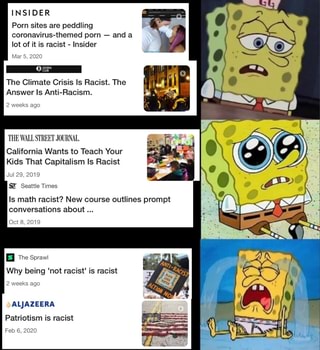 INSIDER
Porn sites are peddling
coronavirus-themed porn — and a
lot of it is racist - Insider
Mar 5, 2020
The Climate Crisis Is Racist. The
Answer Is Anti-Racism.
2 weeks ago
THE WALL STREET JOURNAL.
California Wants to Teach Your
Kids That Capitalism Is Racist
Jul 29, 2019
ST Seattle Times
Is math racist? New course outlines prompt
conversations about ...
Oct 8, 2019
S The Sprawl
Why being 'not racist' is racist
2 weeks ago
ALJAZEERA
Patriotism is racist
Feb 6, 2020